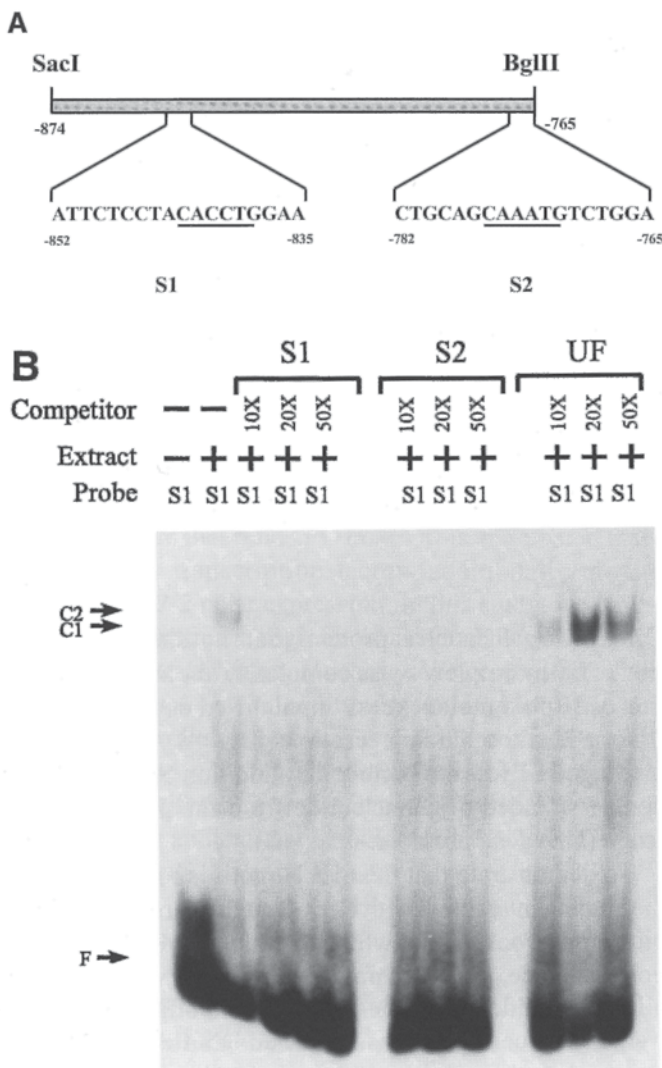 A
SacI BglII
-874 -765
ATTCTCCTACACCTGGAA CTGCAGCAAATGTCTGGA
-852 -835 -782 -765
S1 S2
B
S1 S2 UF
Competitor — — 10X 20X 50X 10X 20X 50X 10X 20X 50X
Extract — + + + + + + + + + +
Probe S1 S1 S1 S1 S1 S1 S1 S1 S1 S1 S1
C2
C1
F